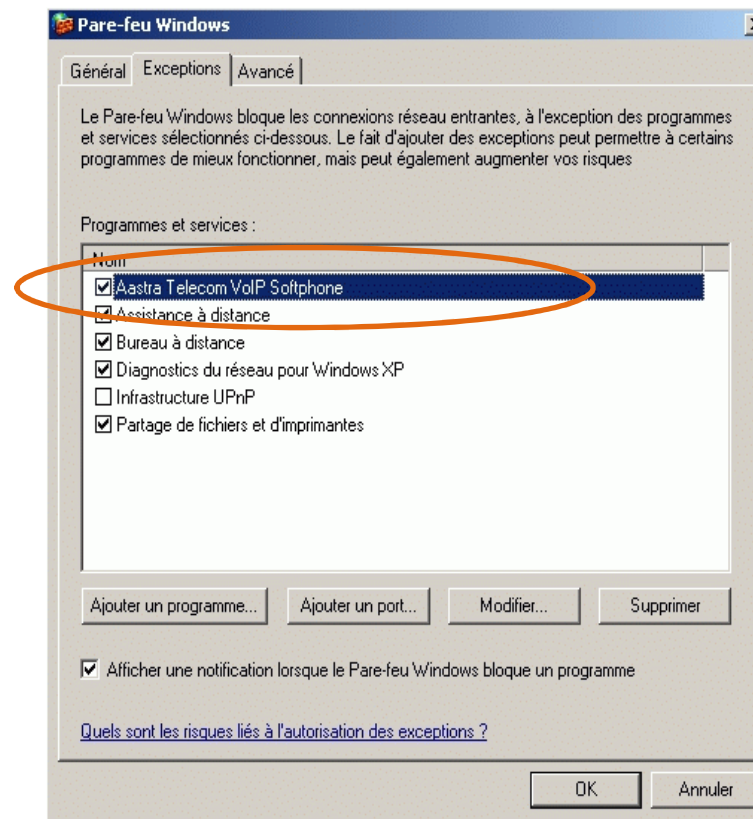 Pare-feu Windows
Général Exceptions Avancé
Le Pare-feu Windows bloque les connexions réseau entrantes, à l'exception des programmes
et services sélectionnés ci-dessous. Le fait d'ajouter des exceptions peut permettre à certains
programmes de mieux fonctionner, mais peut également augmenter vos risques
Programmes et services :
Nom
Aastra Telecom VoIP Softphone
Assistance à distance
Bureau à distance
Diagnostics du réseau pour Windows XP
Infrastructure UPnP
Partage de fichiers et d'imprimantes
Ajouter un programme... Ajouter un port... Modifier... Supprimer
Afficher une notification lorsque le Pare-feu Windows bloque un programme
Quels sont les risques liés à l'autorisation des exceptions ?
OK Annuler